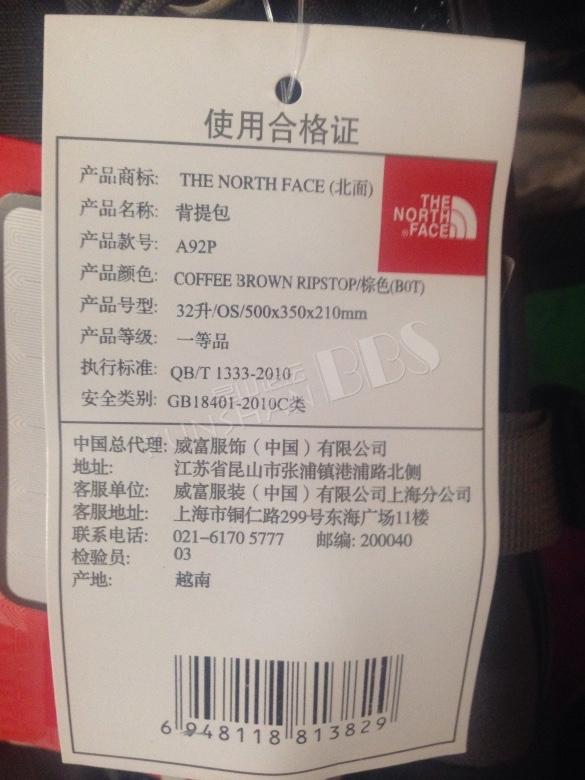 使用合格证
产品商标: THE NORTH FACE (北面)
产品名称: 背提包
产品款号: A92P
产品颜色: COFFEE BROWN RIPSTOP/棕色(B0T)
产品号型: 32升/OS/500x350x210mm
产品等级: 一等品
执行标准: QB/T 1333-2010
安全类别: GB18401-2010C类
THE
NORTH
FACE
中国总代理: 威富服饰（中国）有限公司
地址: 江苏省昆山市张浦镇港浦路北侧
客服单位: 威富服装（中国）有限公司上海分公司
客服地址: 上海市铜仁路299号东海广场11楼
联系电话: 021-6170 5777 邮编: 200040
检验员: 03
产地: 越南
6 948118 813829
BBS